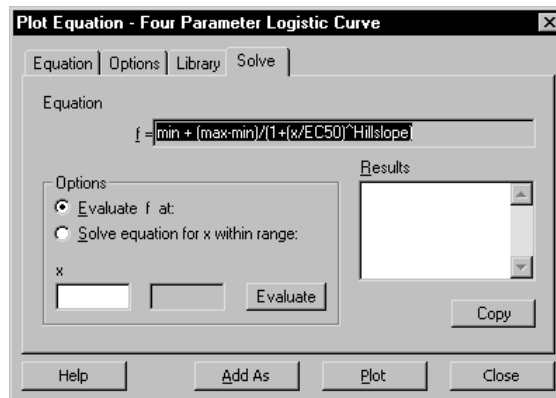 Plot Equation - Four Parameter Logistic Curve
Equation Options Library Solve
Equation
f = min + (max-min)/(1+(x/EC50)^Hillslope)
Options
Evaluate f at:
Solve equation for x within range:
x
Evaluate
Results
Copy
Help Add As Plot Close